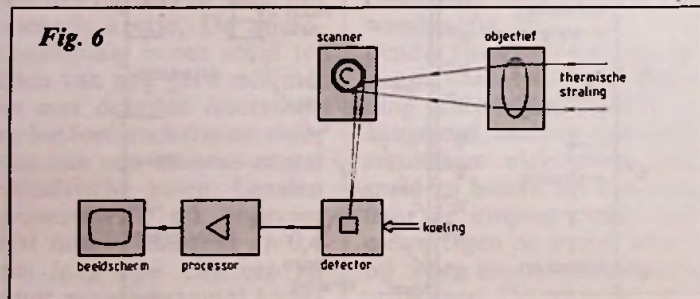 Fig. 6
scanner
objectief
thermische
straling
koeling
beeldscherm
processor
detector